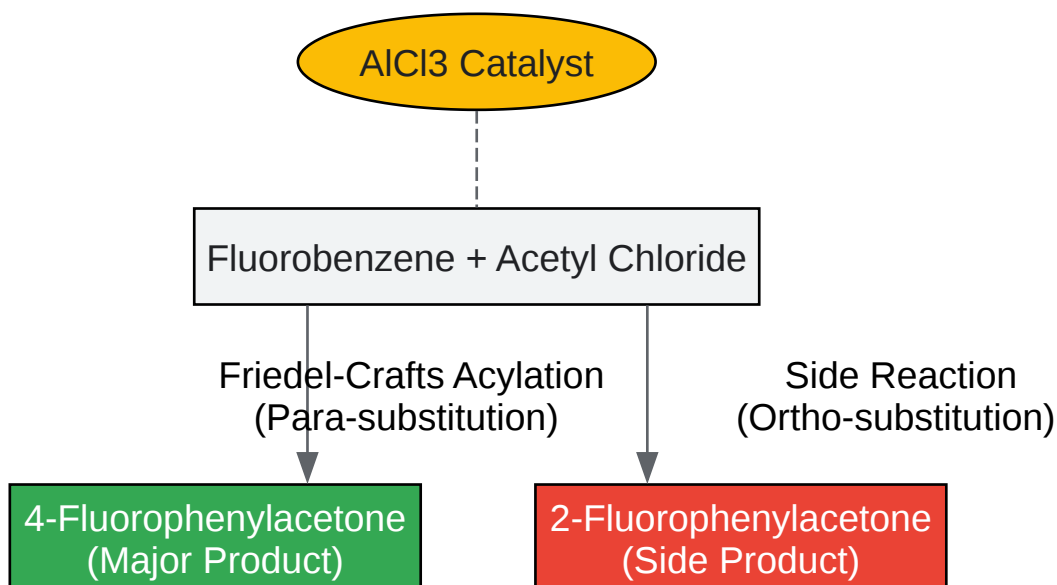 AlCl3 Catalyst
Fluorobenzene + Acetyl Chloride
Friedel-Crafts Acylation
(Para-substitution)
Side Reaction
(Ortho-substitution)
4-Fluorophenylacetone
(Major Product)
2-Fluorophenylacetone
(Side Product)